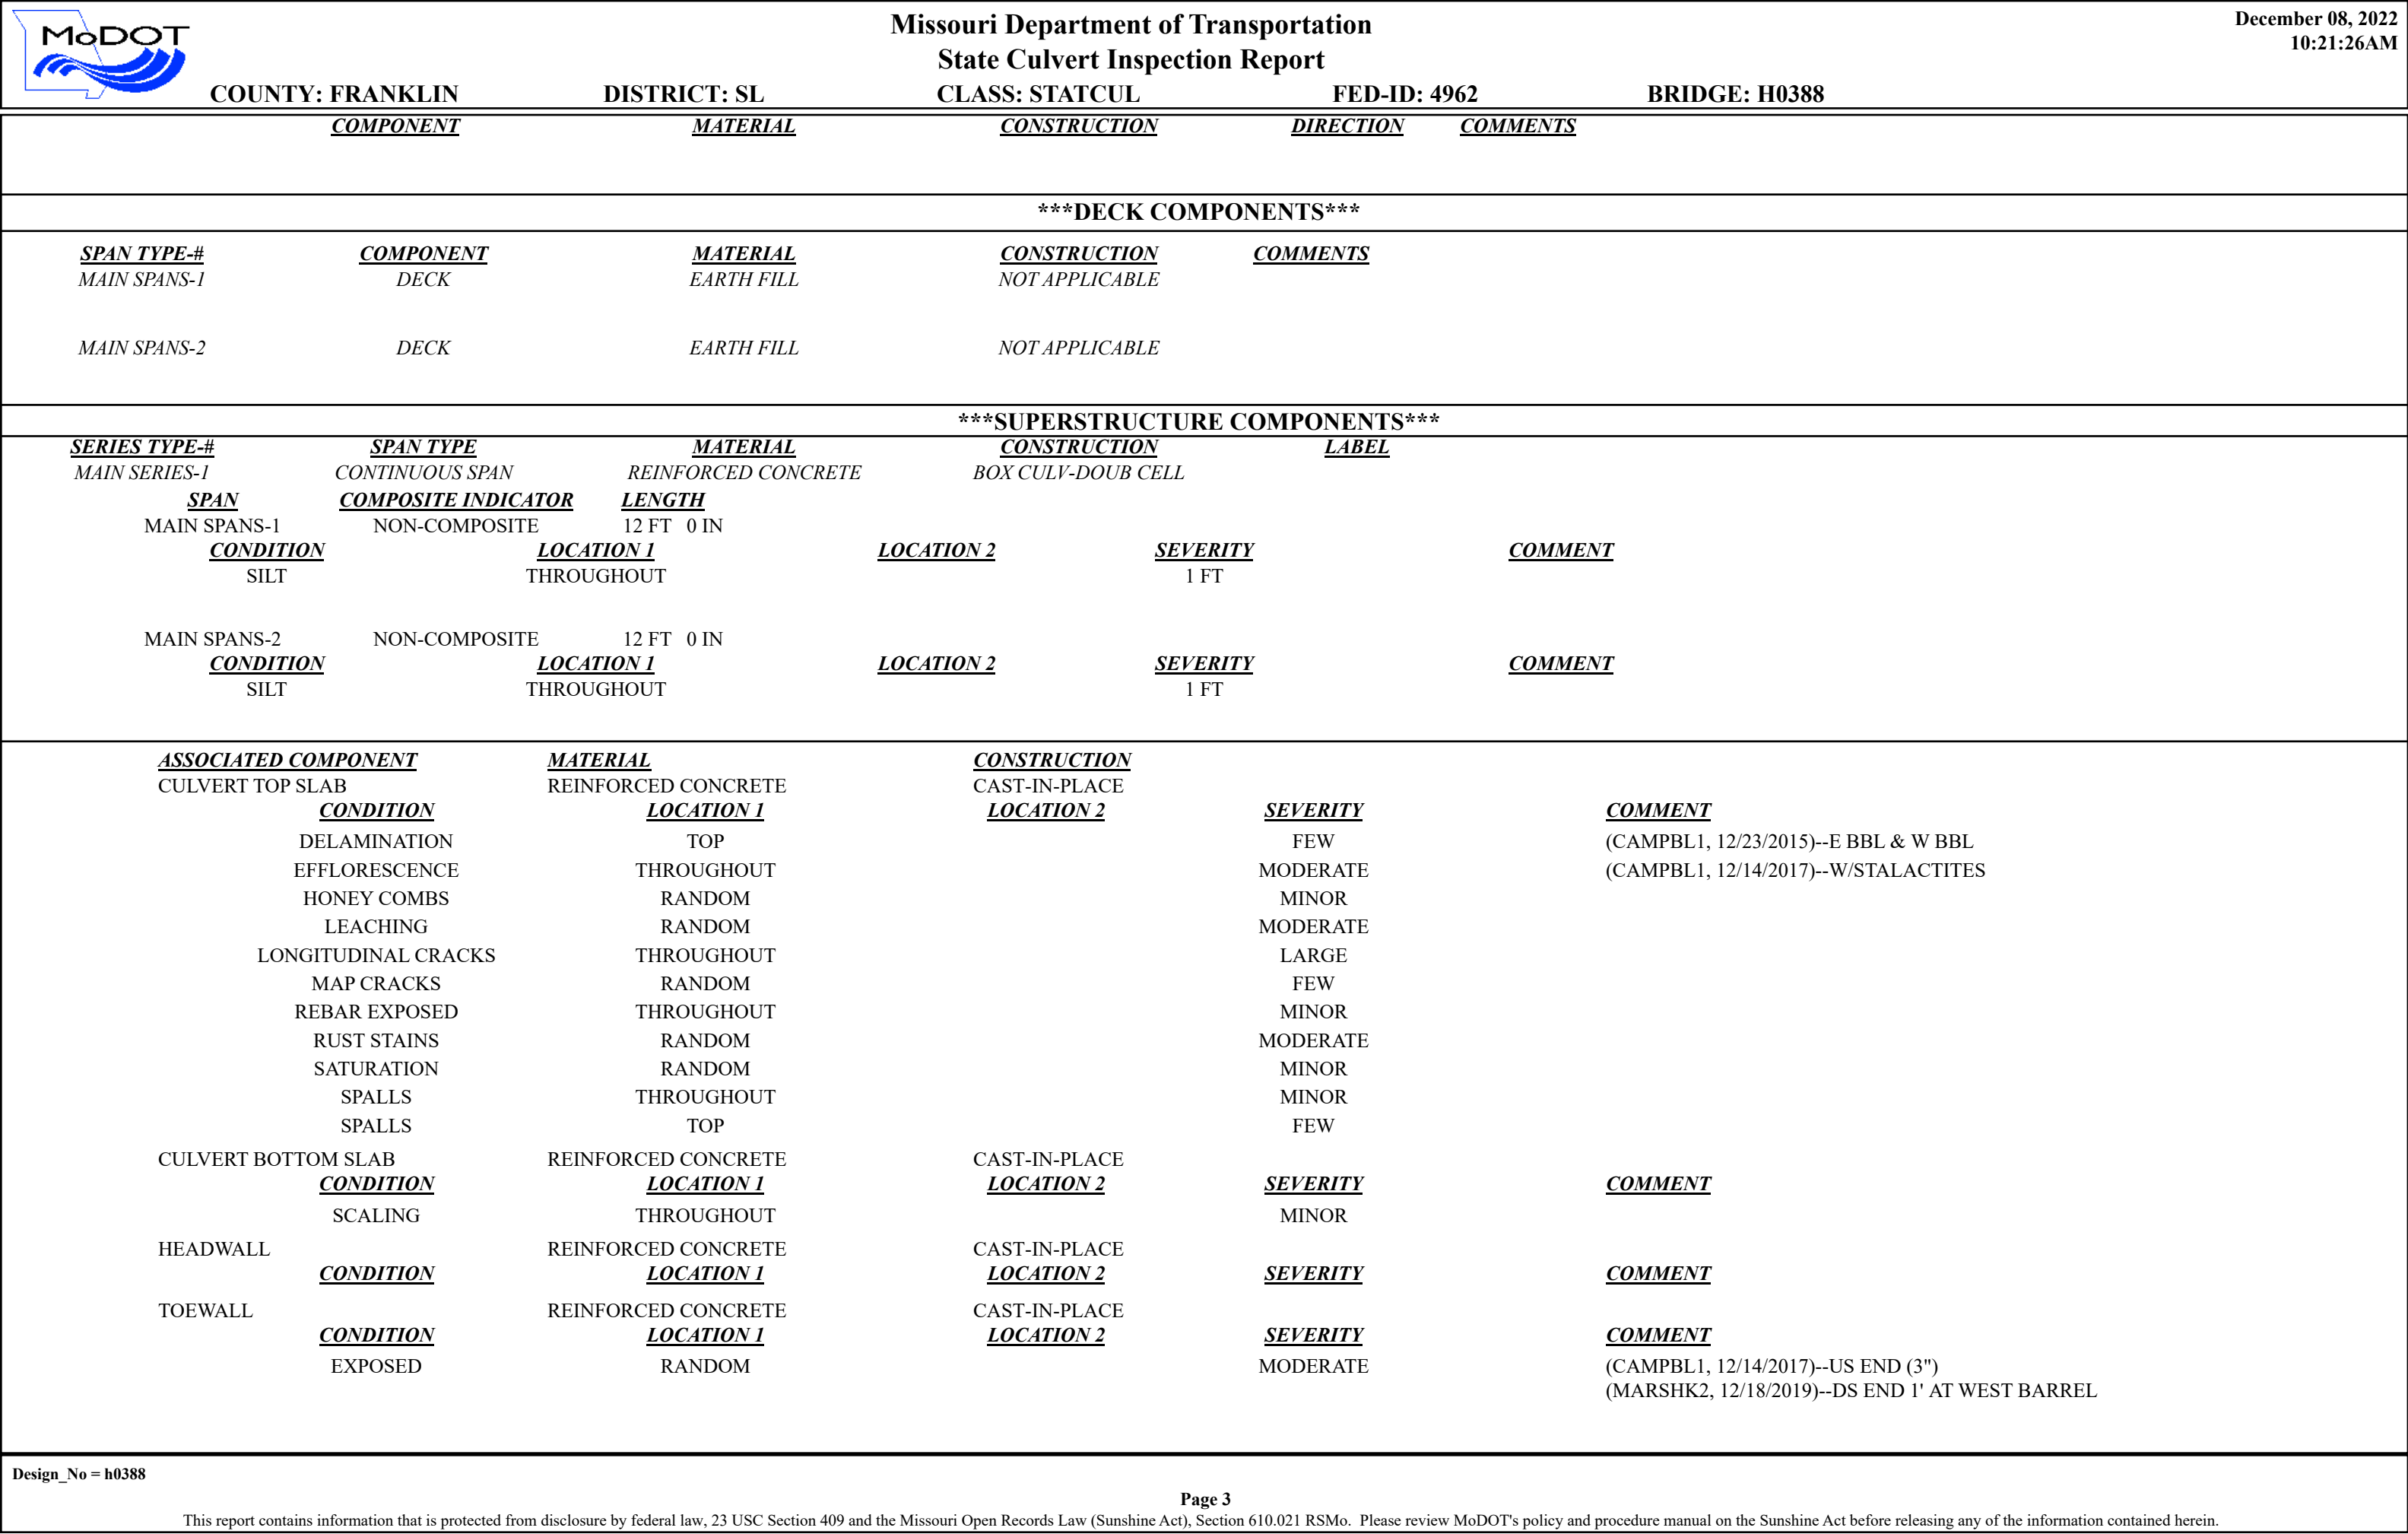 MoDOT
Missouri Department of Transportation
State Culvert Inspection Report
December 08, 2022
10:21:26AM
COUNTY: FRANKLIN DISTRICT: SL CLASS: STATCUL FED-ID: 4962 BRIDGE: H0388
COMPONENT MATERIAL CONSTRUCTION DIRECTION COMMENTS
***DECK COMPONENTS***
SPAN TYPE-# COMPONENT MATERIAL CONSTRUCTION COMMENTS
MAIN SPANS-1 DECK EARTH FILL NOT APPLICABLE
MAIN SPANS-2 DECK EARTH FILL NOT APPLICABLE
***SUPERSTRUCTURE COMPONENTS***
SERIES TYPE-# SPAN TYPE MATERIAL CONSTRUCTION LABEL
MAIN SERIES-1 CONTINUOUS SPAN REINFORCED CONCRETE BOX CULV-DOUB CELL
SPAN COMPOSITE INDICATOR LENGTH
MAIN SPANS-1 NON-COMPOSITE 12 FT 0 IN
CONDITION LOCATION 1 LOCATION 2 SEVERITY COMMENT
SILT THROUGHOUT 1 FT
MAIN SPANS-2 NON-COMPOSITE 12 FT 0 IN
CONDITION LOCATION 1 LOCATION 2 SEVERITY COMMENT
SILT THROUGHOUT 1 FT
ASSOCIATED COMPONENT MATERIAL CONSTRUCTION
CULVERT TOP SLAB REINFORCED CONCRETE CAST-IN-PLACE
CONDITION LOCATION 1 LOCATION 2 SEVERITY COMMENT
DELAMINATION TOP FEW (CAMPBL1, 12/23/2015)--E BBL & W BBL
EFFLORESCENCE THROUGHOUT MODERATE (CAMPBL1, 12/14/2017)--W/STALACTITES
HONEY COMBS RANDOM MINOR
LEACHING RANDOM MODERATE
LONGITUDINAL CRACKS THROUGHOUT LARGE
MAP CRACKS RANDOM FEW
REBAR EXPOSED THROUGHOUT MINOR
RUST STAINS RANDOM MODERATE
SATURATION RANDOM MINOR
SPALLS THROUGHOUT MINOR
SPALLS TOP FEW
CULVERT BOTTOM SLAB REINFORCED CONCRETE CAST-IN-PLACE
CONDITION LOCATION 1 LOCATION 2 SEVERITY COMMENT
SCALING THROUGHOUT MINOR
HEADWALL REINFORCED CONCRETE CAST-IN-PLACE
CONDITION LOCATION 1 LOCATION 2 SEVERITY COMMENT
TOEWALL REINFORCED CONCRETE CAST-IN-PLACE
CONDITION LOCATION 1 LOCATION 2 SEVERITY COMMENT
EXPOSED RANDOM MODERATE (CAMPBL1, 12/14/2017)--US END (3")
(MARSHK2, 12/18/2019)--DS END 1' AT WEST BARREL
Design_No = h0388
Page 3
This report contains information that is protected from disclosure by federal law, 23 USC Section 409 and the Missouri Open Records Law (Sunshine Act), Section 610.021 RSMo. Please review MoDOT's policy and procedure manual on the Sunshine Act before releasing any of the information contained herein.